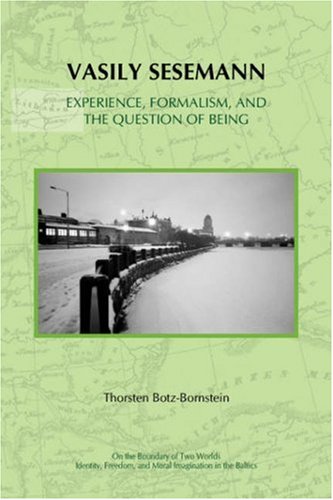 VASILY SESEMANN
EXPERIENCE, FORMALISM, AND
THE QUESTION OF BEING
Thorsten Botz-Bornstein
On the Boundary of Two Worlds
Identity, Freedom, and Moral Imagination in the Baltics